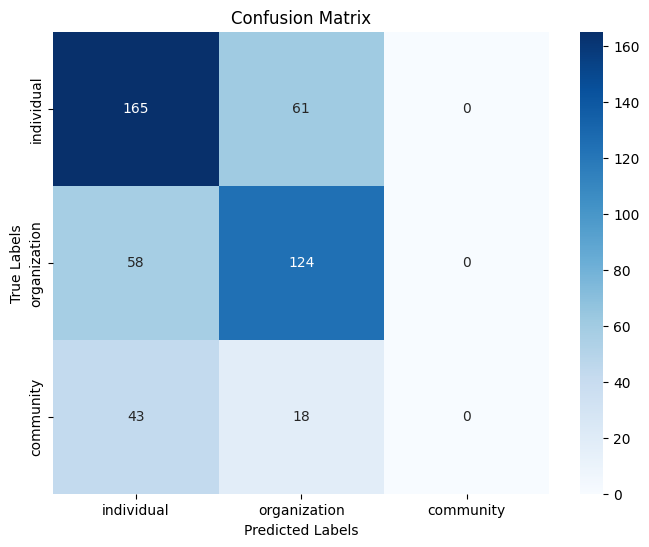 Confusion Matrix
individual
165
61
0
organization
58
124
0
community
43
18
0
True Labels
individual
organization
community
Predicted Labels
160
140
120
100
80
60
40
20
0